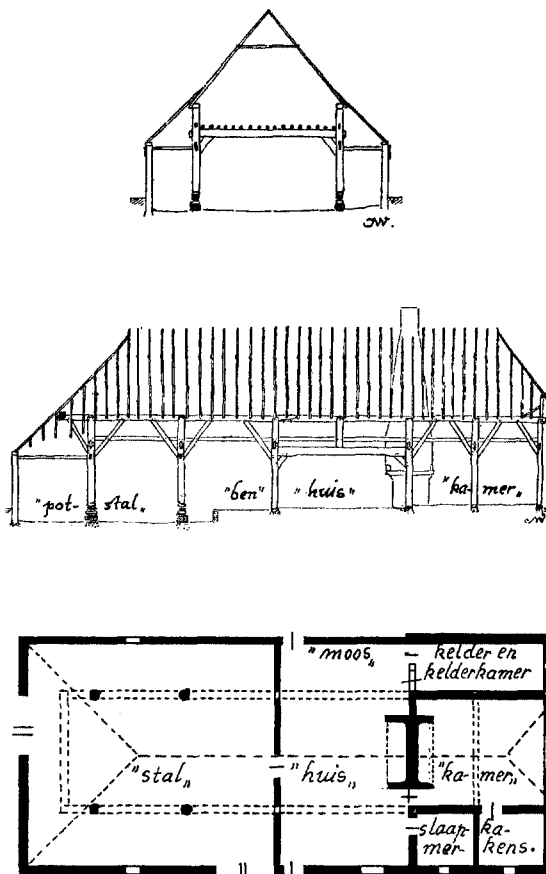 JW.
"pot- stal„ "ben" "huis" "ka-mer„
JW
"moos„
kelder en
kelderkamer
"stal„ "huis„ "ka-mer„
slaap- ka-
mer- kens.